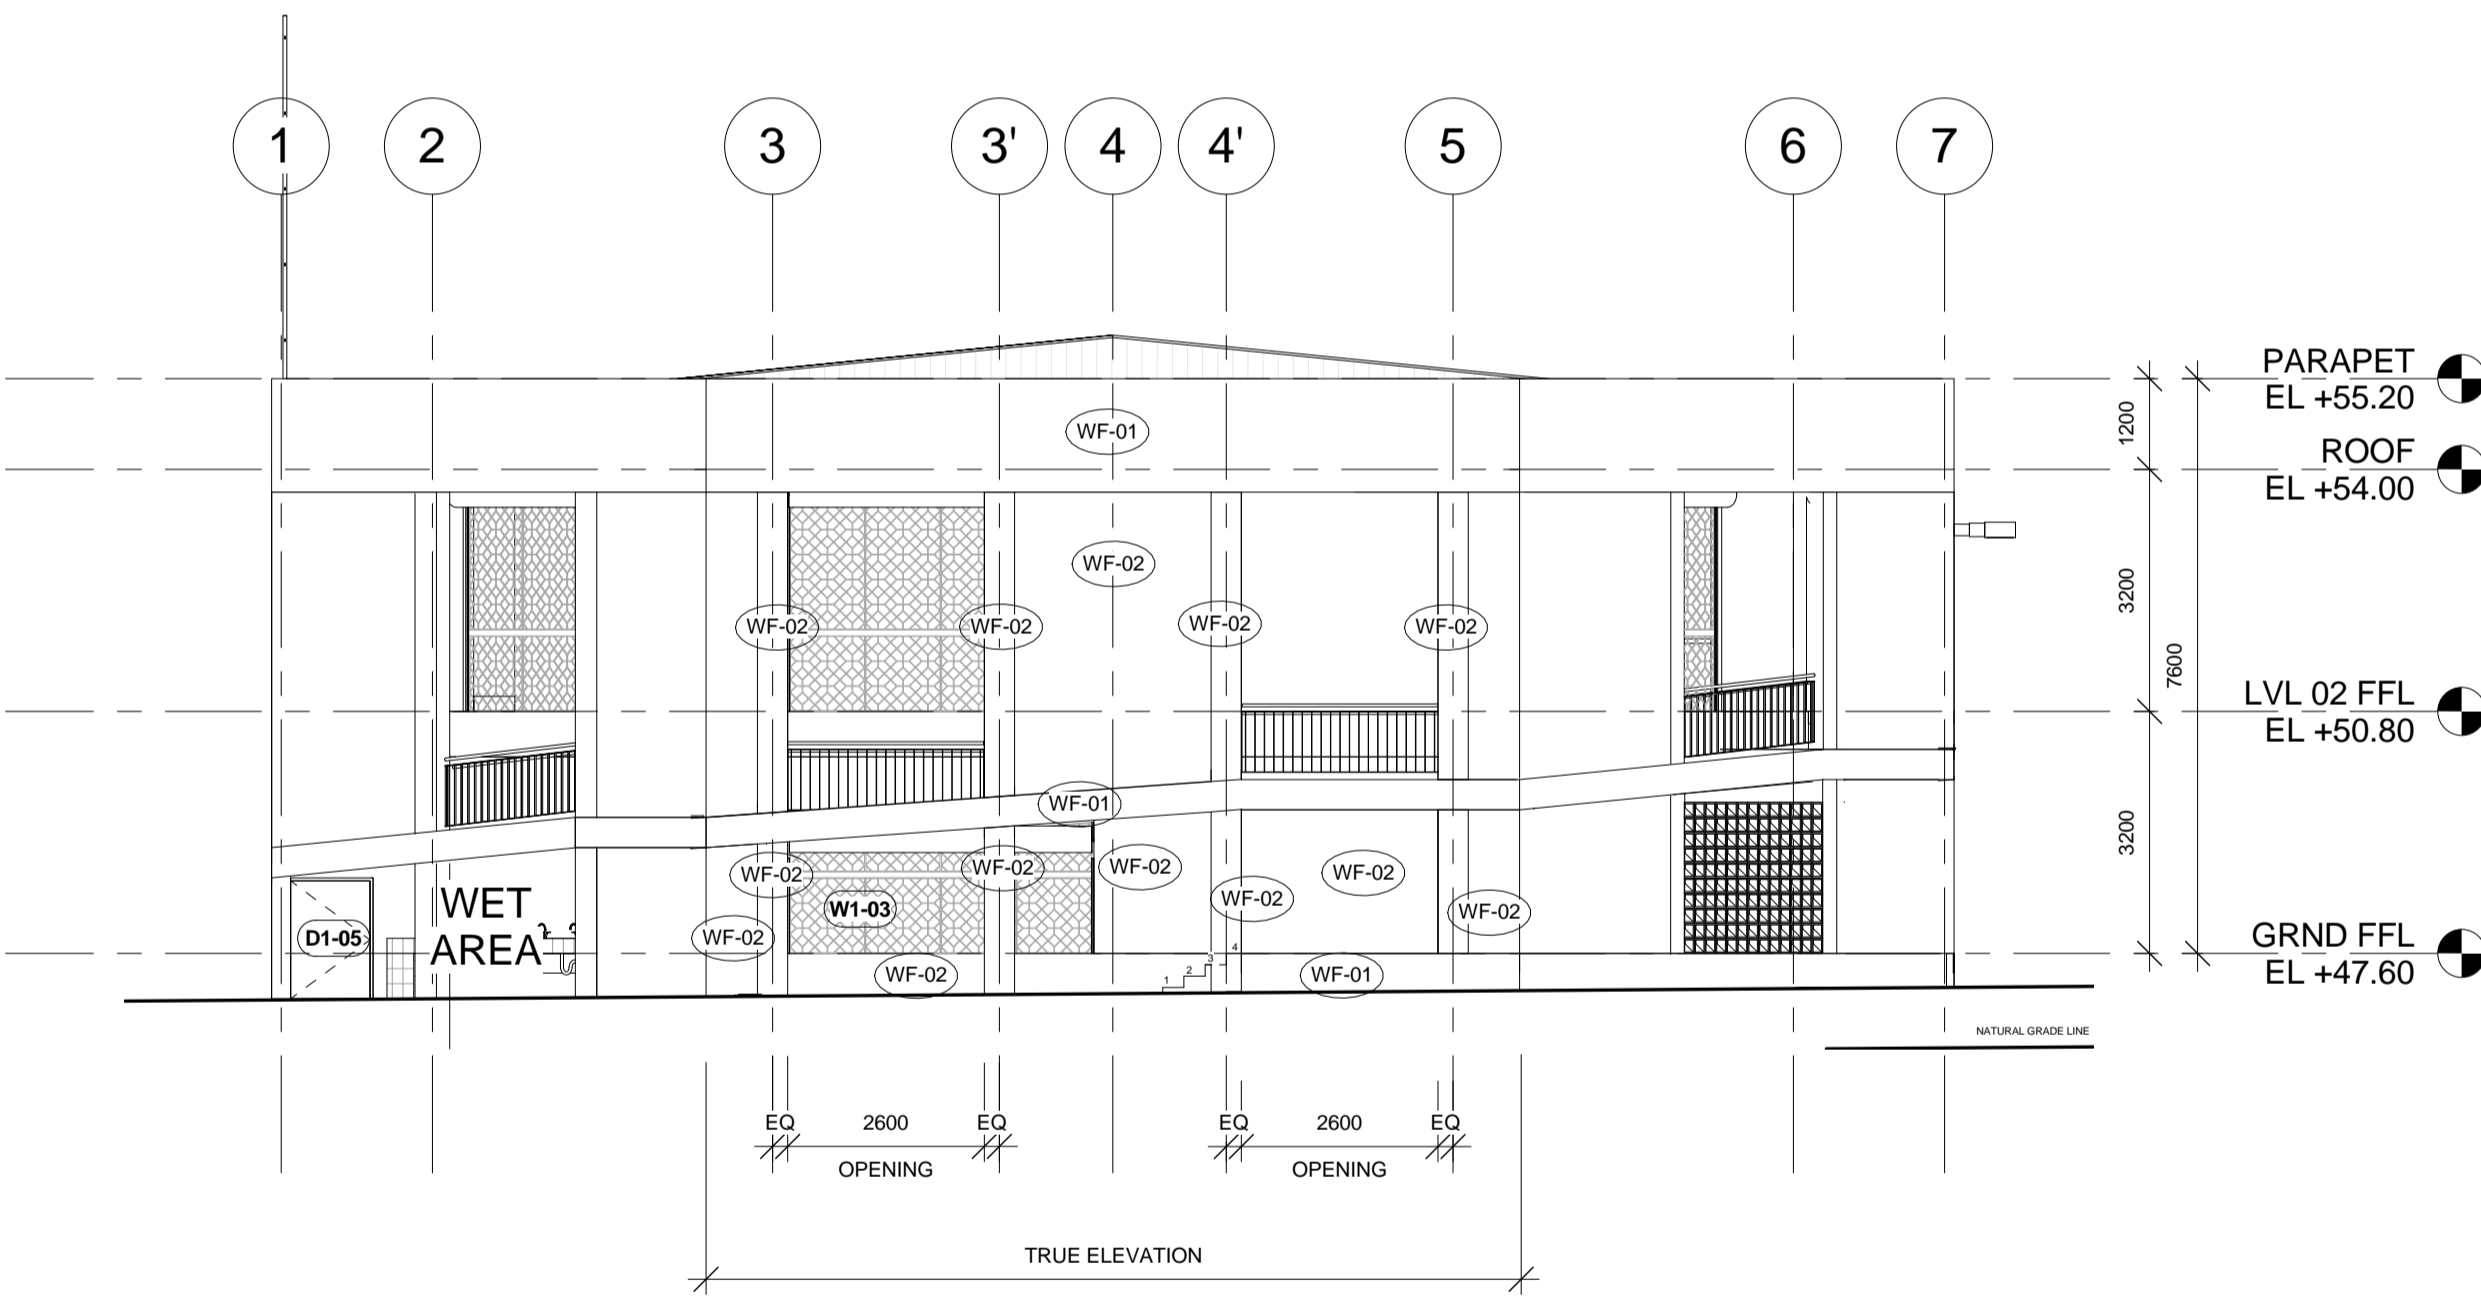 1
2
3
3'
4
4'
5
6
7
PARAPET
EL +55.20
ROOF
EL +54.00
LVL 02 FFL
EL +50.80
GRND FFL
EL +47.60
1200
3200
7600
3200
WF-01
WF-02
WF-02
WF-02
WF-02
WF-02
WF-01
WF-02
WF-02
WF-02
WF-02
W1-03
WF-02
WF-02
WF-02
WF-02
WF-01
WET
AREA
D1-05
1
2
3
4
NATURAL GRADE LINE
EQ
2600
EQ
OPENING
EQ
2600
EQ
OPENING
TRUE ELEVATION